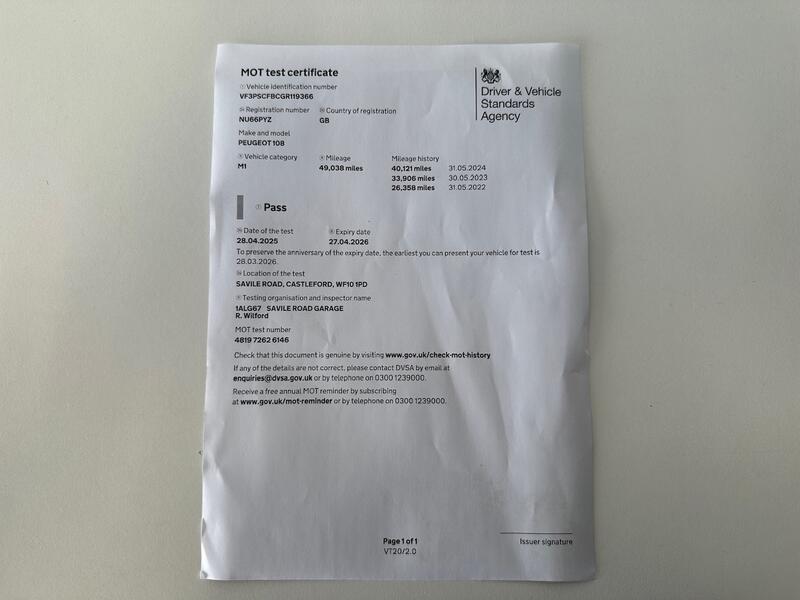 MOT test certificate
Vehicle identification number
VF3PSCFBCGR119366
Registration number
NU66PYZ
Country of registration
GB
Make and model
PEUGEOT 108
Vehicle category
M1
Mileage
49,038 miles
Mileage history
40,121 miles 31.05.2024
33,906 miles 30.05.2023
26,358 miles 31.05.2022
Driver & Vehicle
Standards
Agency
Pass
Date of the test
28.04.2025
Expiry date
27.04.2026
To preserve the anniversary of the expiry date, the earliest you can present your vehicle for test is
28.03.2026.
Location of the test
SAVILE ROAD, CASTLEFORD, WF10 1PD
Testing organisation and inspector name
1ALG67 SAVILE ROAD GARAGE
R. Wilford
MOT test number
4819 7262 6146
Check that this document is genuine by visiting www.gov.uk/check-mot-history
If any of the details are not correct, please contact DVSA by email at
enquiries@dvsa.gov.uk or by telephone on 0300 1239000.
Receive a free annual MOT reminder by subscribing
at www.gov.uk/mot-reminder or by telephone on 0300 1239000.
Page 1 of 1
VT20/2.0
Issuer signature